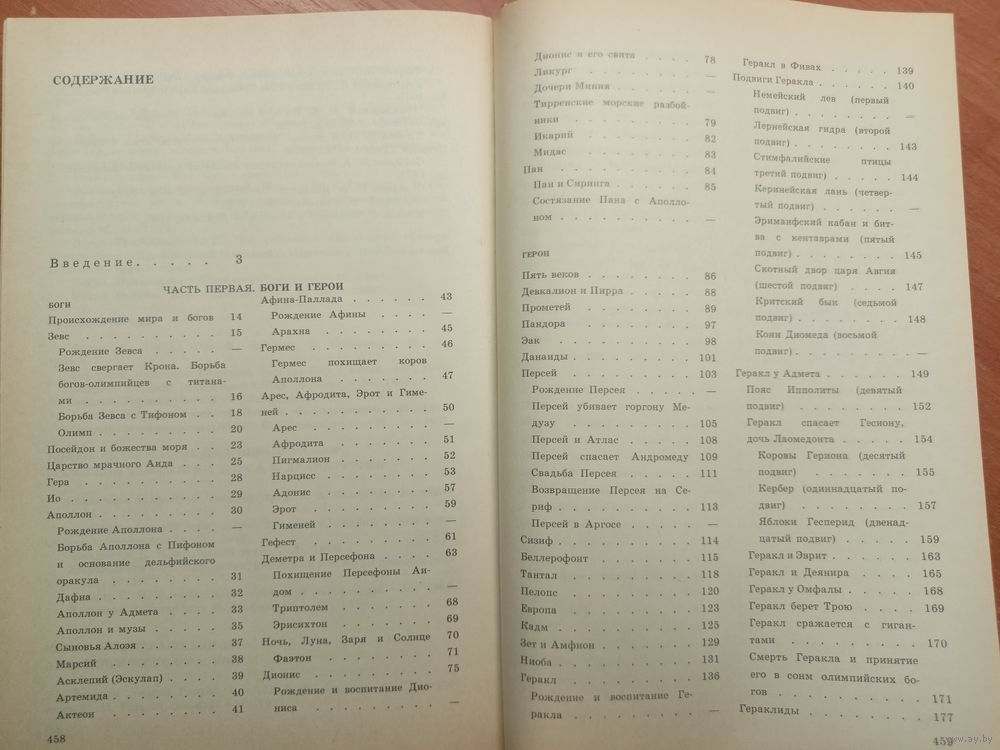 СОДЕРЖАНИЕ
Введение. . . . . 3
ЧАСТЬ ПЕРВАЯ. БОГИ И ГЕРОИ
БОГИ
Происхождение мира и богов 14
Зевс . . . . . . . . . . 15
Рождение Зевса . . . . . —
Зевс свергает Крона. Борьба
богов-олимпийцев с титана-
ми . . . . . . . . . . 16
Борьба Зевса с Тифоном . . 18
Олимп . . . . . . . . . 20
Посейдон и божества моря . . 23
Царство мрачного Аида . . . 25
Гера . . . . . . . . . . 28
Ио . . . . . . . . . . . 29
Аполлон . . . . . . . . . 30
Рождение Аполлона . . . . —
Борьба Аполлона с Пифоном
и основание дельфийского
оракула . . . . . . . . 31
Дафна . . . . . . . . . 32
Аполлон у Адмета . . . . 33
Аполлон и музы . . . . . 35
Сыновья Алоэя . . . . . . 37
Марсий . . . . . . . . 38
Асклепий (Эскулап) . . . . 39
Артемида . . . . . . . . 40
Актеон . . . . . . . . 41
458
Афина-Паллада . . . . . . 43
Рождение Афины . . . . —
Арахна . . . . . . . . 45
Гермес . . . . . . . . . 46
Гермес похищает коров
Аполлона . . . . . . . 47
Арес, Афродита, Эрот и Гиме-
ней . . . . . . . . . . 50
Арес . . . . . . . . . —
Афродита . . . . . . . 51
Пигмалион . . . . . . . 52
Нарцисс . . . . . . . . 53
Адонис . . . . . . . . 57
Эрот . . . . . . . . . 59
Гименей . . . . . . . . —
Гефест . . . . . . . . . 61
Деметра и Персефона . . . . 63
Похищение Персефоны Аи-
дом . . . . . . . . . . —
Триптолем . . . . . . . 68
Эрисихтон . . . . . . . 69
Ночь, Луна, Заря и Солнце 70
Фаэтон . . . . . . . . 71
Дионис . . . . . . . . . 75
Рождение и воспитание Дио-
ниса . . . . . . . . . —
Дионис и его свита . . . . 78
Ликург . . . . . . . . —
Дочери Миния . . . . . . —
Тирренские морские разбой-
ники . . . . . . . . . 79
Икарий . . . . . . . . 82
Мидас . . . . . . . . . 83
Пан . . . . . . . . . . 84
Пан и Сиринга . . . . . . 85
Состязание Пана с Аполло-
ном . . . . . . . . . . —
ГЕРОИ
Пять веков . . . . . . . . 86
Девкалион и Пирра . . . . . 88
Прометей . . . . . . . . 89
Пандора . . . . . . . . 97
Эак . . . . . . . . . . 98
Данаиды . . . . . . . . . 101
Персей . . . . . . . . . 103
Рождение Персея . . . . . —
Персей убивает горгону Ме-
дузу . . . . . . . . . 105
Персей и Атлас . . . . . 108
Персей спасает Андромеду 109
Свадьба Персея . . . . . 111
Возвращение Персея на Се-
риф . . . . . . . . . . 113
Персей в Аргосе . . . . . —
Сизиф . . . . . . . . . . 114
Беллерофонт . . . . . . . 115
Тантал . . . . . . . . . 118
Пелопс . . . . . . . . . 120
Европа . . . . . . . . . 123
Кадм . . . . . . . . . . 125
Зет и Амфион . . . . . . . 129
Ниоба . . . . . . . . . . 131
Геракл . . . . . . . . . 136
Рождение и воспитание Ге-
ракла . . . . . . . . . —
Геракл в Фивах . . . . . 139
Подвиги Геракла . . . . . . 140
Немейский лев (первый
подвиг) . . . . . . . . —
Лернейская гидра (второй
подвиг) . . . . . . . . 143
Стимфалийские птицы
третий подвиг) . . . . . 144
Керинейская лань (четвер-
тый подвиг) . . . . . . —
Эриманфский кабан и бит-
ва с кентаврами (пятый
подвиг) . . . . . . . . 145
Скотный двор царя Авгия
(шестой подвиг) . . . . 147
Критский бык (седьмой
подвиг) . . . . . . . . 148
Кони Диомеда (восьмой
подвиг) . . . . . . . . —
Геракл у Адмета . . . . . . 149
Пояс Ипполиты (девятый
подвиг) . . . . . . . . 152
Геракл спасает Гесиону,
дочь Лаомедонта . . . . . 154
Коровы Гериона (десятый
подвиг) . . . . . . . . 155
Кербер (одиннадцатый по-
двиг) . . . . . . . . . 157
Яблоки Гесперид (двенад-
цатый подвиг) . . . . . 159
Геракл и Эврит . . . . . . 163
Геракл и Деянира . . . . 165
Геракл у Омфалы . . . . . 168
Геракл берет Трою . . . . 169
Геракл сражается с гиган-
тами . . . . . . . . . 170
Смерть Геракла и принятие
его в сонм олимпийских бо-
гов . . . . . . . . . . 171
Гераклиды . . . . . . . . 177
459
www.ay.by